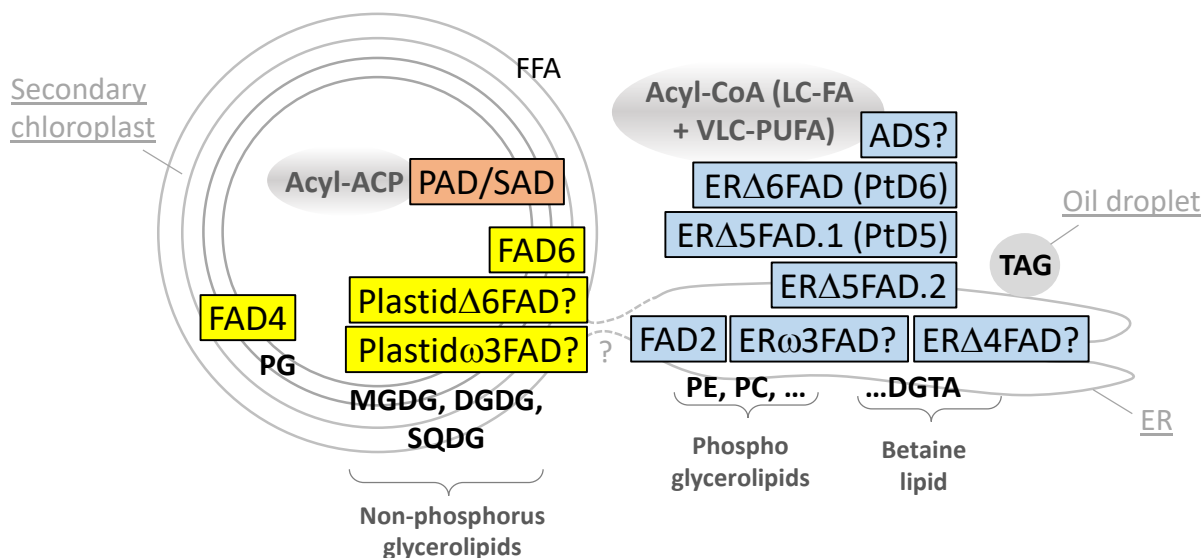 Secondary
chloroplast
FFA
Acyl-CoA (LC-FA
+ VLC-PUFA)
ADS?
Acyl-ACP
PAD/SAD
ERΔ6FAD (PtD6)
Oil droplet
ERΔ5FAD.1 (PtD5)
FAD6
TAG
ERΔ5FAD.2
PlastidΔ6FAD?
FAD4
Plastidω3FAD?
?
FAD2
ERω3FAD?
ERΔ4FAD?
PG
MGDG, DGDG,
SQDG
PE, PC, ...
...DGTA
ER
Phospho
glycerolipids
Betaine
lipid
Non-phosphorus
glycerolipids